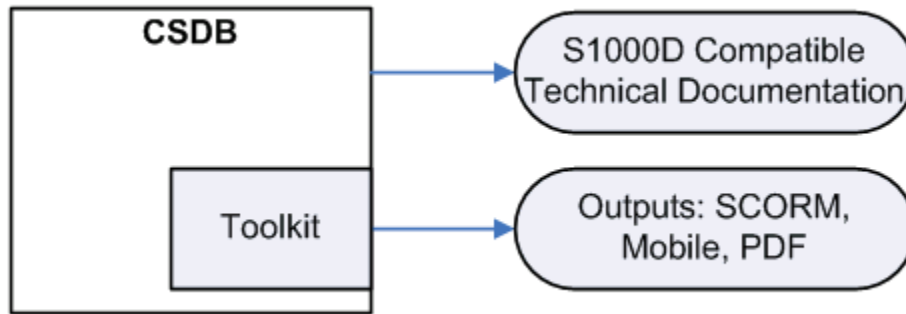 CSDB
S1000D Compatible
Technical Documentation
Toolkit
Outputs: SCORM,
Mobile, PDF